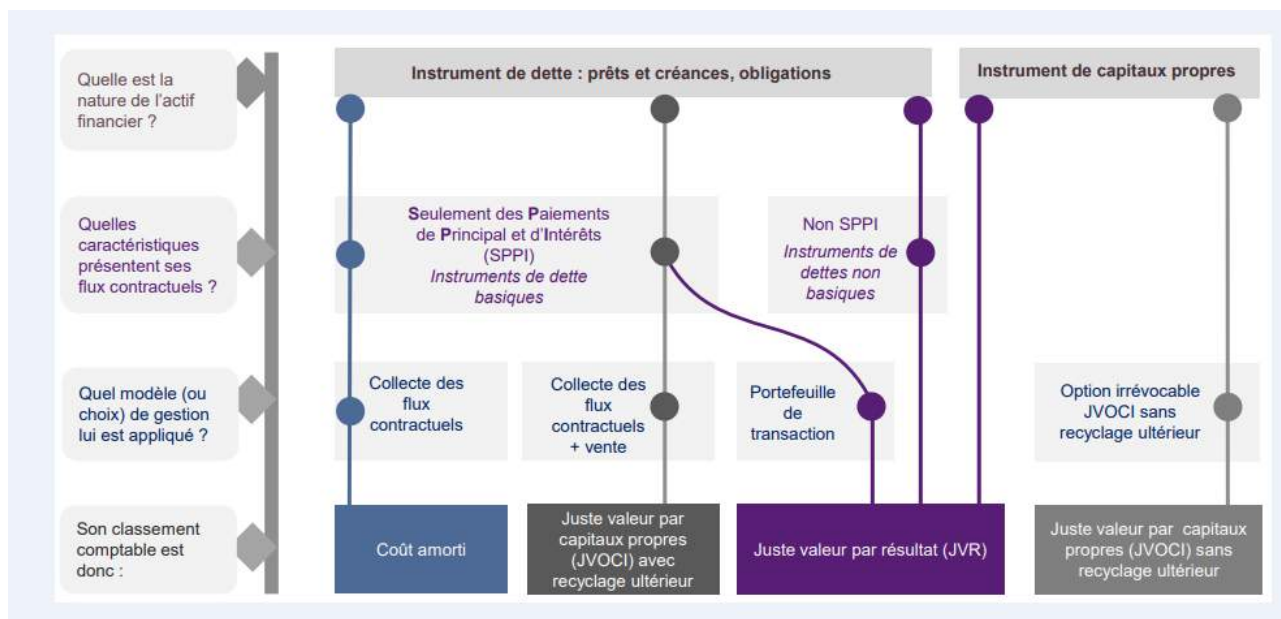 Quelle est la
nature de l'actif
financier ?
Instrument de dette : prêts et créances, obligations
Instrument de capitaux propres
Quelles
caractéristiques
présentent ses
flux contractuels ?
Seulement des Paiements
de Principal et d'Intérêts
(SPPI)
Instruments de dette
basiques
Non SPPI
Instruments de
dettes non
basiques
Quel modèle (ou
choix) de gestion
lui est appliqué ?
Collecte des
flux
contractuels
Collecte des
flux
contractuels
+ vente
Portefeuille
de
transaction
Option irrévocable
JVOCI sans
recyclage ultérieur
Son classement
comptable est
donc :
Coût amorti
Juste valeur par
capitaux propres
(JVOCI) avec
recyclage ultérieur
Juste valeur par résultat (JVR)
Juste valeur par capitaux
propres (JVOCI) sans
recyclage ultérieur